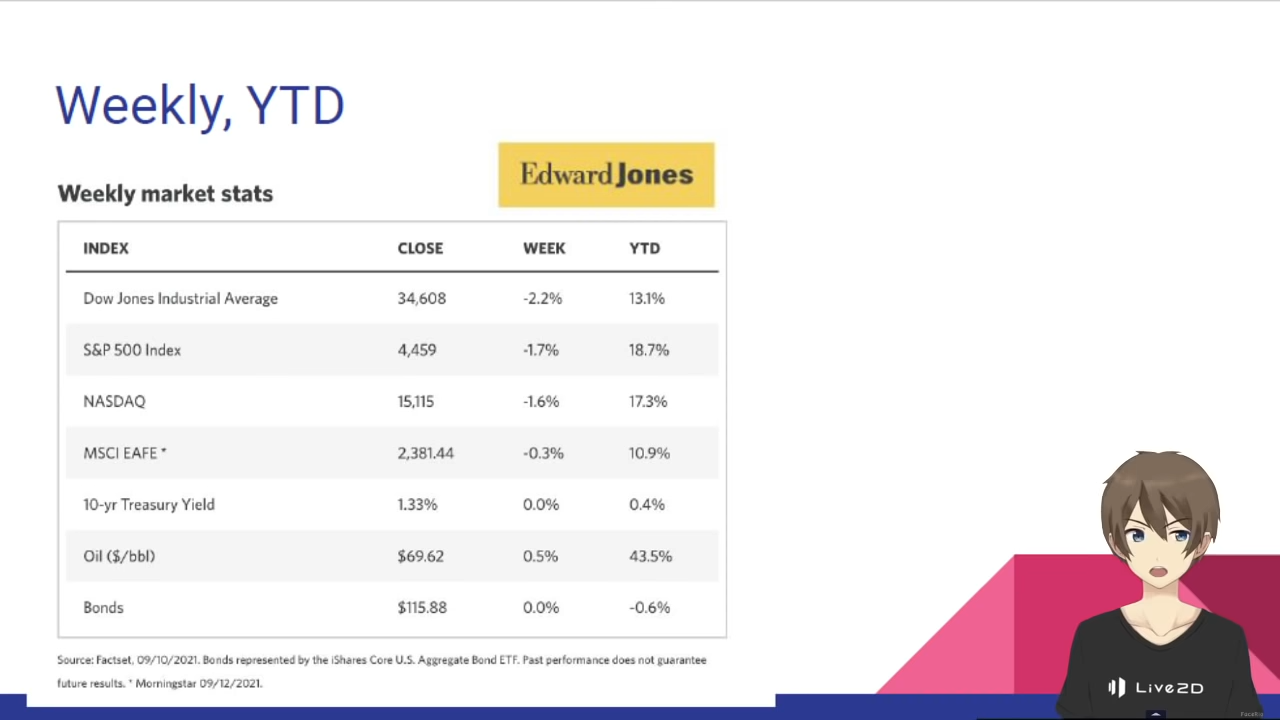 Weekly, YTD
Edward Jones
Weekly market stats
INDEX CLOSE WEEK YTD
Dow Jones Industrial Average 34,608 -2.2% 13.1%
S&P 500 Index 4,459 -1.7% 18.7%
NASDAQ 15,115 -1.6% 17.3%
MSCI EAFE * 2,381.44 -0.3% 10.9%
10-yr Treasury Yield 1.33% 0.0% 0.4%
Oil ($/bbl) $69.62 0.5% 43.5%
Bonds $115.88 0.0% -0.6%
Source: Factset, 09/10/2021. Bonds represented by the iShares Core U.S. Aggregate Bond ETF. Past performance does not guarantee
future results. * Morningstar 09/12/2021.
Live2D